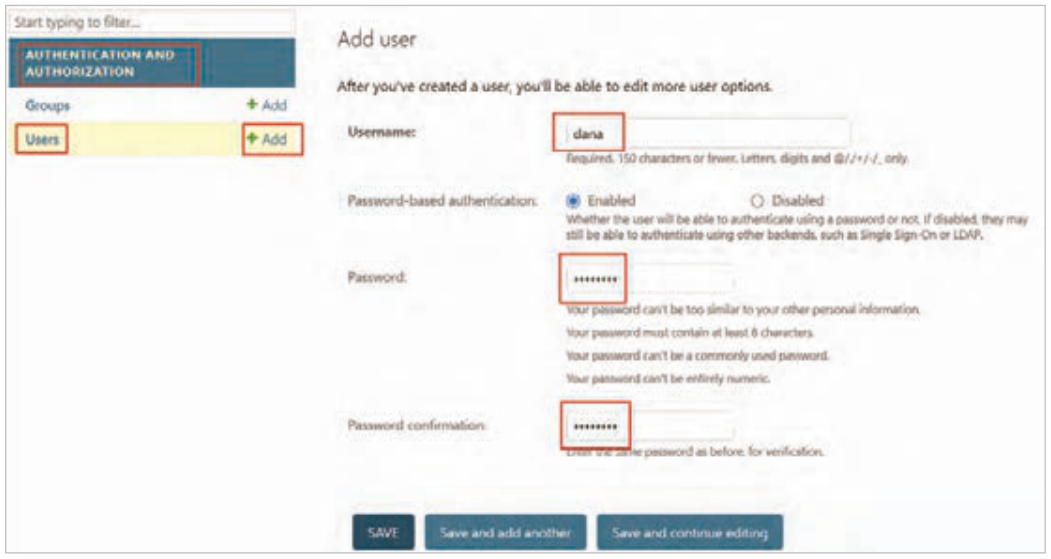 Start typing to filter...
AUTHENTICATION AND
AUTHORIZATION
Groups + Add
Users + Add
Add user
After you've created a user, you'll be able to edit more user options.
Username: dana
Required. 150 characters or fewer. Letters, digits and @/./+/-/_ only.
Password-based authentication: Enabled Disabled
Whether the user will be able to authenticate using a password or not. If disabled, they may
still be able to authenticate using other backends, such as Single Sign-On or LDAP.
Password: ••••••••
Your password can't be too similar to your other personal information.
Your password must contain at least 8 characters.
Your password can't be a commonly used password.
Your password can't be entirely numeric.
Password confirmation: ••••••••
Enter the same password as before, for verification.
SAVE Save and add another Save and continue editing